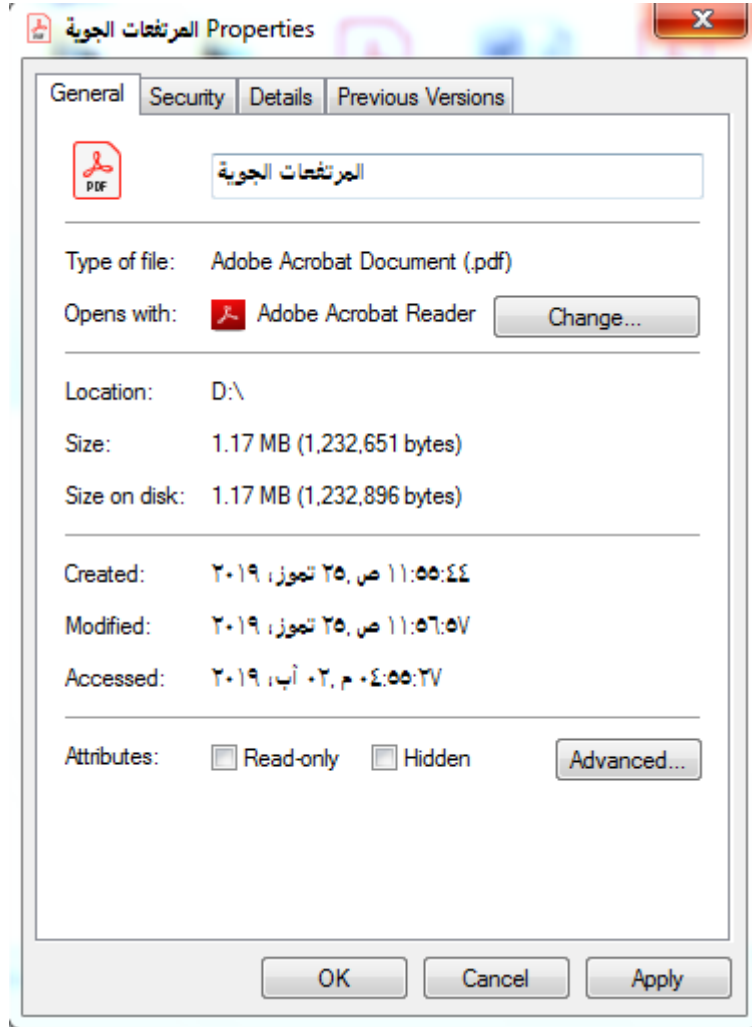 المرتفعات الجوية Properties
General Security Details Previous Versions
PDF
المرتفعات الجوية
Type of file: Adobe Acrobat Document (.pdf)
Opens with: Adobe Acrobat Reader Change...
Location: D:\
Size: 1.17 MB (1,232,651 bytes)
Size on disk: 1.17 MB (1,232,896 bytes)
Created: ٢٥ تموز، ٢٠١٩, ١١:٥٥:٤٤ ص
Modified: ٢٥ تموز، ٢٠١٩, ١١:٥٦:٥٧ ص
Accessed: ٠٢ آب، ٢٠١٩, ٠٤:٥٥:٢٧ م
Attributes: Read-only Hidden Advanced...
OK Cancel Apply